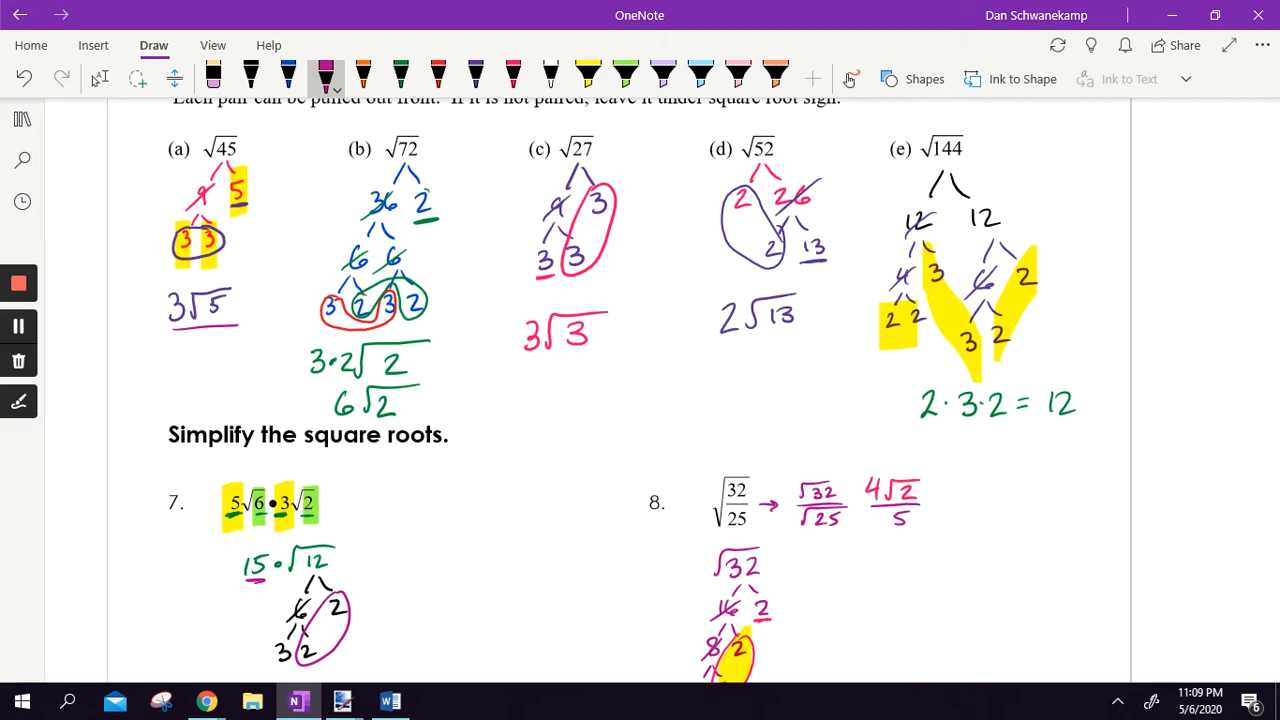 OneNote
Dan Schwanekamp
Home Insert Draw View Help
Share
Shapes Ink to Shape Ink to Text
Each pair can be pulled out front. If it is not paired, leave it under square root sign.
(a) √45 (b) √72 (c) √27 (d) √52 (e) √144
9 5 36 2 9 3 2 26 12 12
3 3 6 6 3 3 2 13 4 3 6 2
3 2 3 2 2 2 3 2
3√5 3·2√2 3√3 2√13
6√2 2·3·2=12
Simplify the square roots.
7. 5√6•3√2 8. √32/25 → √32/√25 4√2/5
15·√12 √32
6 2 16 2
3 2 8 2
11:09 PM
5/6/2020
6